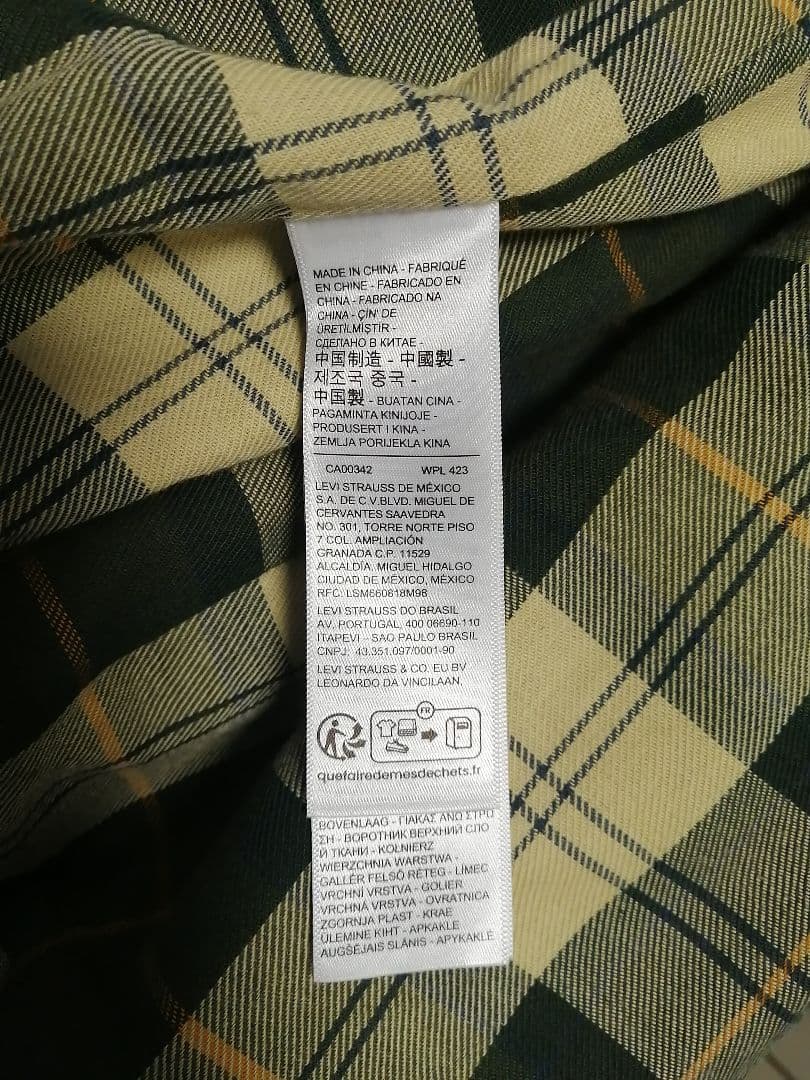 MADE IN CHINA - FABRIQUÉ
EN CHINE - FABRICADO EN
CHINA - FABRICADO NA
CHINA - ÇIN' DE
ÜRETİLMİŞTİR -
СДЕЛАНО В КИТАЕ -
中国制造 - 中國製 -
제조국 중국 -
中国製 - BUATAN CINA -
PAGAMINTA KINIJOJE -
PRODUSERT I KINA -
ZEMLJA PORIJEKLA KINA
CA00342 WPL 423
LEVI STRAUSS DE MÉXICO
S.A. DE C.V.BLVD. MIGUEL DE
CERVANTES SAAVEDRA
NO. 301, TORRE NORTE PISO
7 COL. AMPLIACIÓN
GRANADA C.P. 11529
ALCALDÍA, MIGUEL HIDALGO
CIUDAD DE MÉXICO, MÉXICO
RFC: LSM660818M98
LEVI STRAUSS DO BRASIL
AV, PORTUGAL, 400 06690-110
ITAPEVI - SAO PAULO BRASIL
CNPJ: 43.351.097/0001-90
LEVI STRAUSS & CO. EU BV
LEONARDO DA VINCILAAN,
FR
quefairedemesdechets.fr
BOVENLAAG - ΓΙΑΚΑΣ ΑΝΩ ΣΤΡΩ
ΣΗ - ВОРОТНИК ВЕРХНИЙ СЛО
Й ТКАНИ - KOŁNIERZ
WIERZCHNIA WARSTWA -
GALLÉR FELSŐ RÉTEG - LÍMEC
VRCHNÍ VRSTVA - GOLIER
VRCHNÁ VRSTVA - OVRATNICA
ZGORNJA PLAST - KRAE
ÜLEMINE KIHT - APKAKLE
AUGŠĒJAIS SLĀNIS - APYKAKLĖ